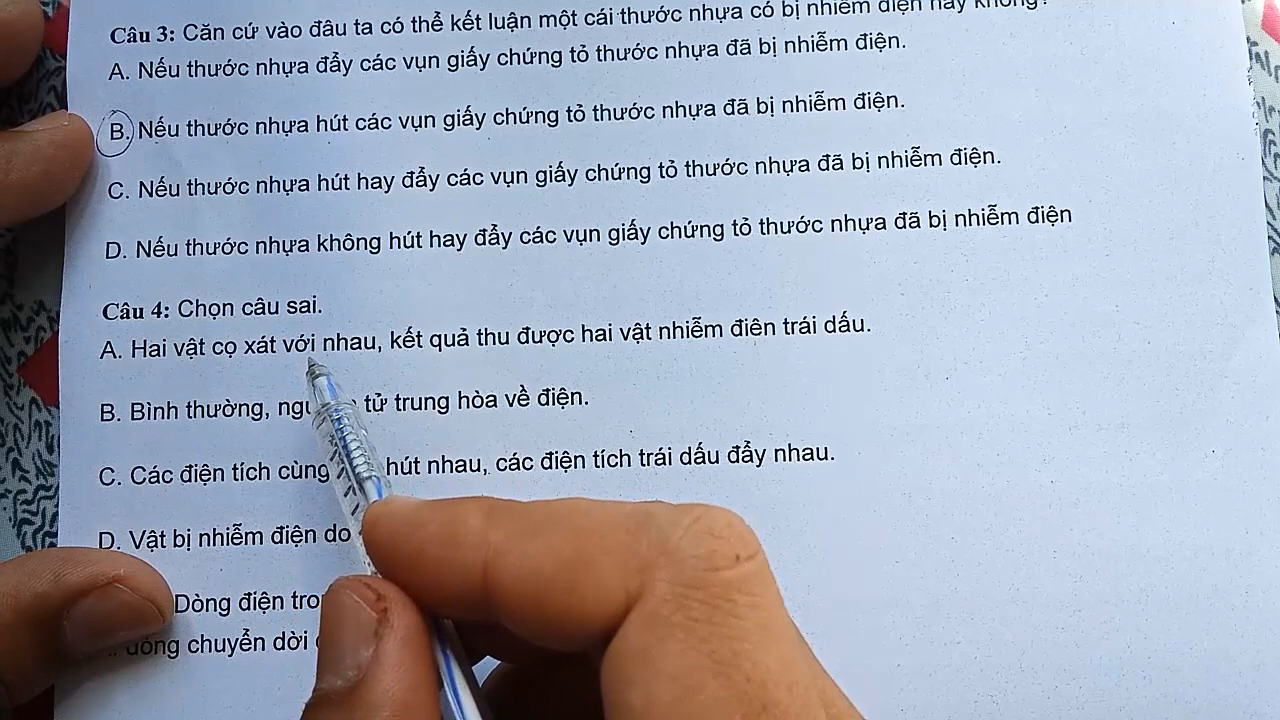 Câu 3: Căn cứ vào đâu ta có thể kết luận một cái thước nhựa có bị nhiễm điện hay không?
A. Nếu thước nhựa đẩy các vụn giấy chứng tỏ thước nhựa đã bị nhiễm điện.
B. Nếu thước nhựa hút các vụn giấy chứng tỏ thước nhựa đã bị nhiễm điện.
C. Nếu thước nhựa hút hay đẩy các vụn giấy chứng tỏ thước nhựa đã bị nhiễm điện.
D. Nếu thước nhựa không hút hay đẩy các vụn giấy chứng tỏ thước nhựa đã bị nhiễm điện
Câu 4: Chọn câu sai.
A. Hai vật cọ xát với nhau, kết quả thu được hai vật nhiễm điên trái dấu.
B. Bình thường, tử trung hòa về điện.
C. Các điện tích cùng hút nhau, các điện tích trái dấu đẩy nhau.
D. Vật bị nhiễm điện do
Dòng điện
chuyển dời